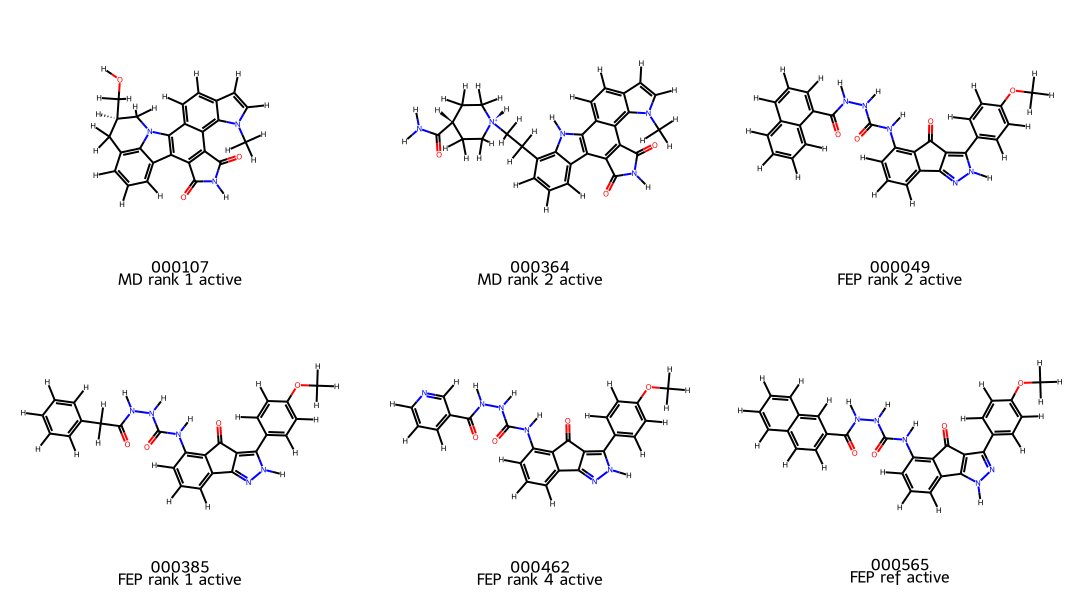 000107
MD rank 1 active
000364
MD rank 2 active
000049
FEP rank 2 active
000385
FEP rank 1 active
000462
FEP rank 4 active
000565
FEP ref active